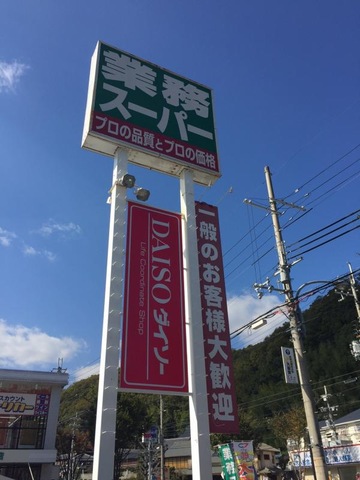 業務
スーパー
プロの品質とプロの価格
DAISO ダイソー
Life Coordinate Shop
一般のお客様大歓迎